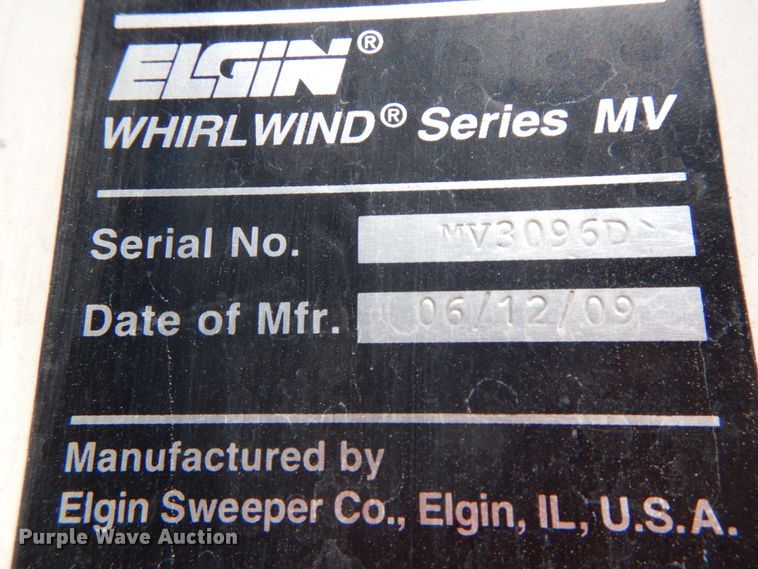 ELGIN®
WHIRLWIND® Series MV
Serial No. MV3096D
Date of Mfr. 06/12/09
Manufactured by
Elgin Sweeper Co., Elgin, IL, U.S.A.
Purple Wave Auction